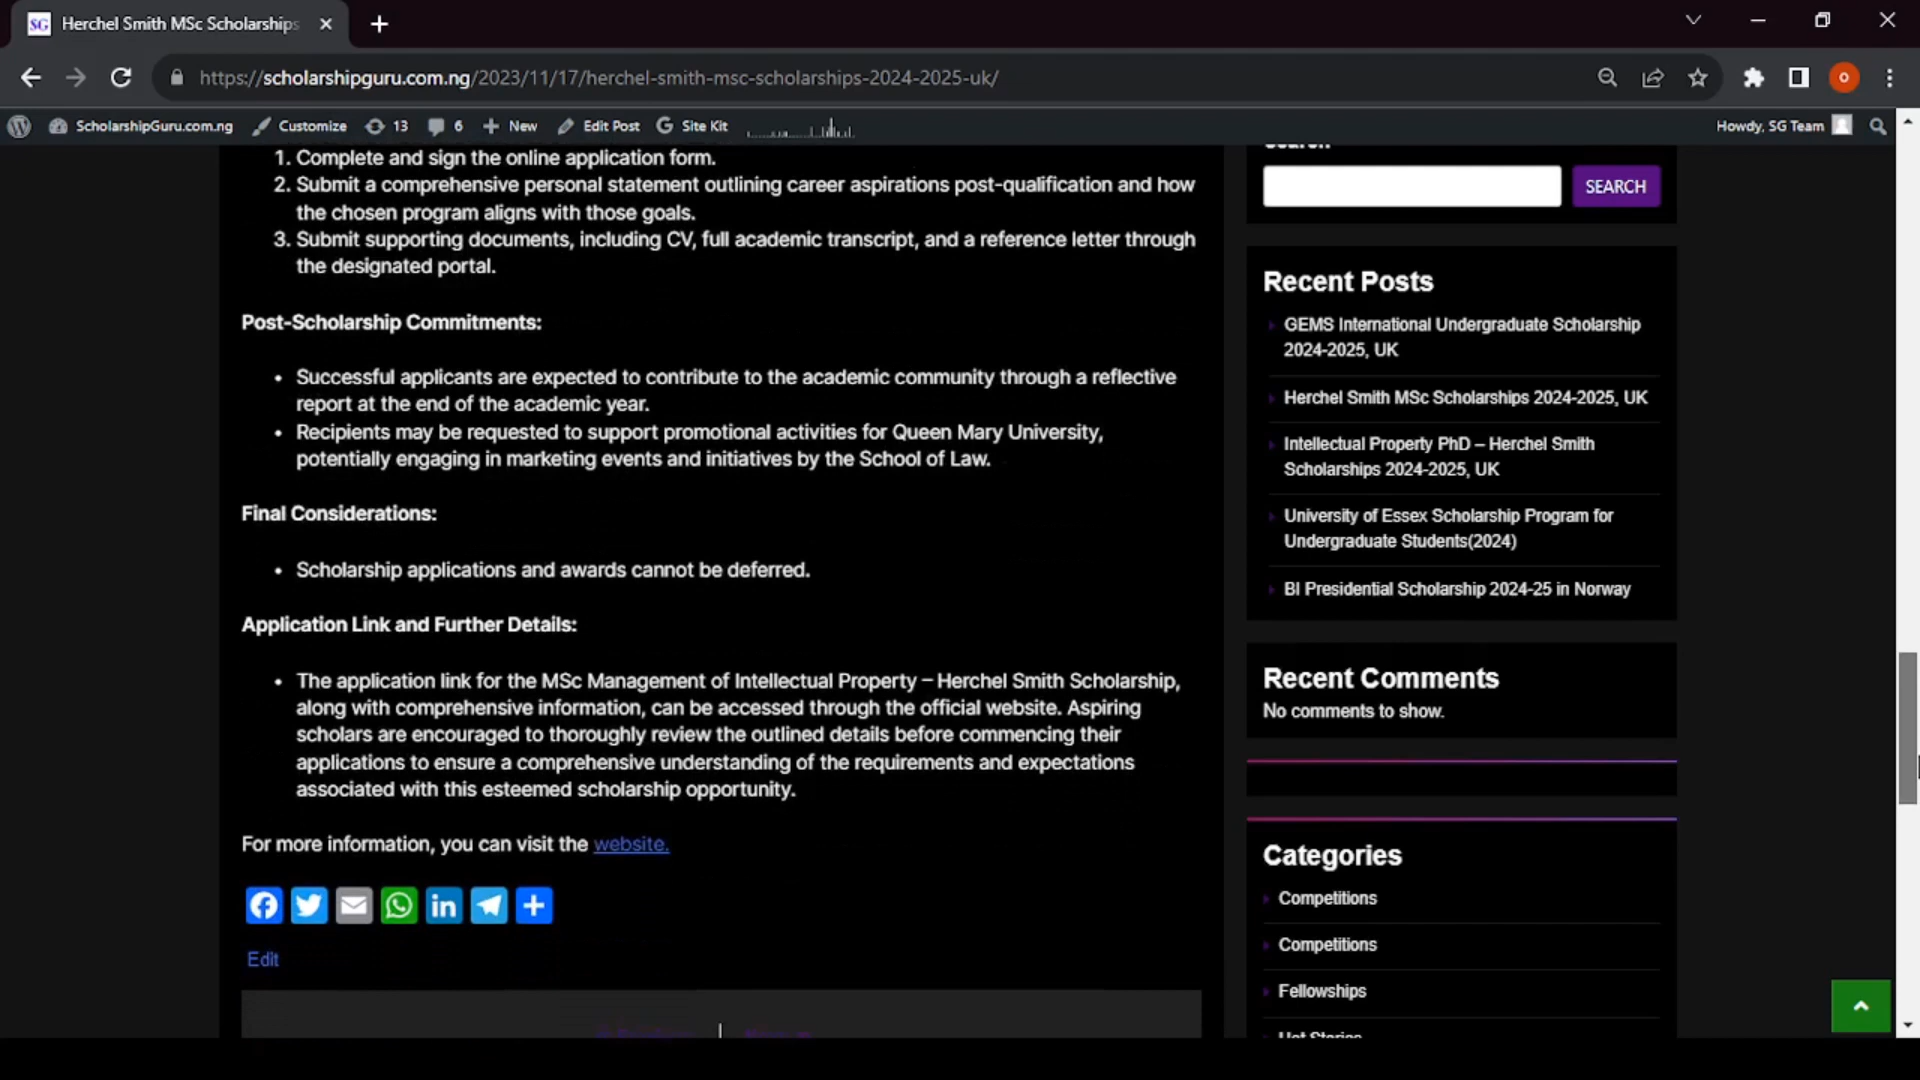 SG Herchel Smith MSc Scholarships
https://scholarshipguru.com.ng/2023/11/17/herchel-smith-msc-scholarships-2024-2025-uk/
o
ScholarshipGuru.com.ng Customize 13 6 New Edit Post Site Kit Howdy, SG Team
1. Complete and sign the online application form.
2. Submit a comprehensive personal statement outlining career aspirations post-qualification and how
the chosen program aligns with those goals.
3. Submit supporting documents, including CV, full academic transcript, and a reference letter through
the designated portal.
Post-Scholarship Commitments:
• Successful applicants are expected to contribute to the academic community through a reflective
report at the end of the academic year.
• Recipients may be requested to support promotional activities for Queen Mary University,
potentially engaging in marketing events and initiatives by the School of Law.
Final Considerations:
• Scholarship applications and awards cannot be deferred.
Application Link and Further Details:
• The application link for the MSc Management of Intellectual Property – Herchel Smith Scholarship,
along with comprehensive information, can be accessed through the official website. Aspiring
scholars are encouraged to thoroughly review the outlined details before commencing their
applications to ensure a comprehensive understanding of the requirements and expectations
associated with this esteemed scholarship opportunity.
For more information, you can visit the website.
Edit
Search
SEARCH
Recent Posts
GEMS International Undergraduate Scholarship
2024-2025, UK
Herchel Smith MSc Scholarships 2024-2025, UK
Intellectual Property PhD – Herchel Smith
Scholarships 2024-2025, UK
University of Essex Scholarship Program for
Undergraduate Students(2024)
BI Presidential Scholarship 2024-25 in Norway
Recent Comments
No comments to show.
Categories
Competitions
Competitions
Fellowships
Hot Stories